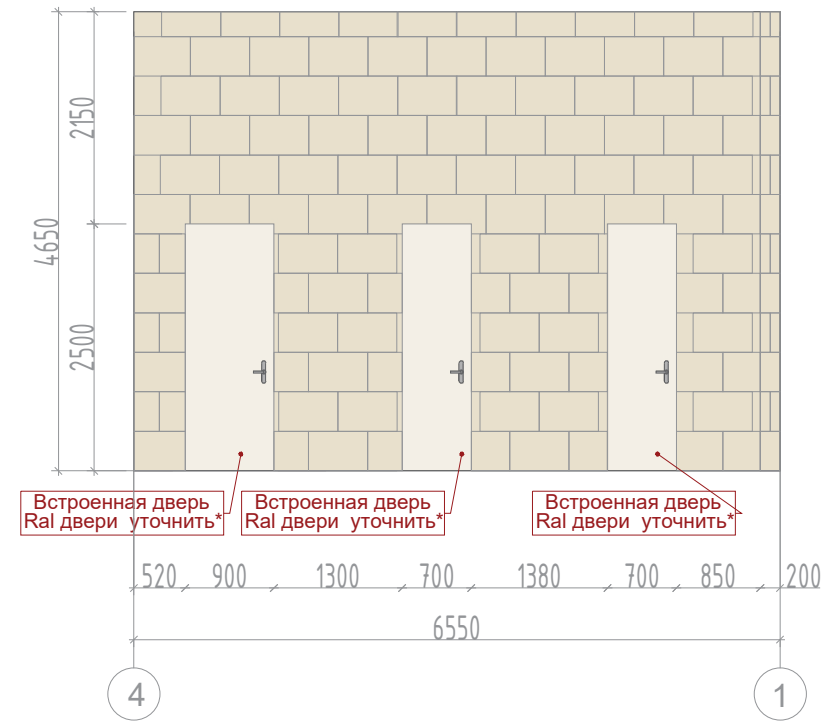 2150
4650
2500
Встроенная дверь
Ral двери уточнить*
Встроенная дверь
Ral двери уточнить*
Встроенная дверь
Ral двери уточнить*
520 900 1300 700 1380 700 850 200
6550
4 1